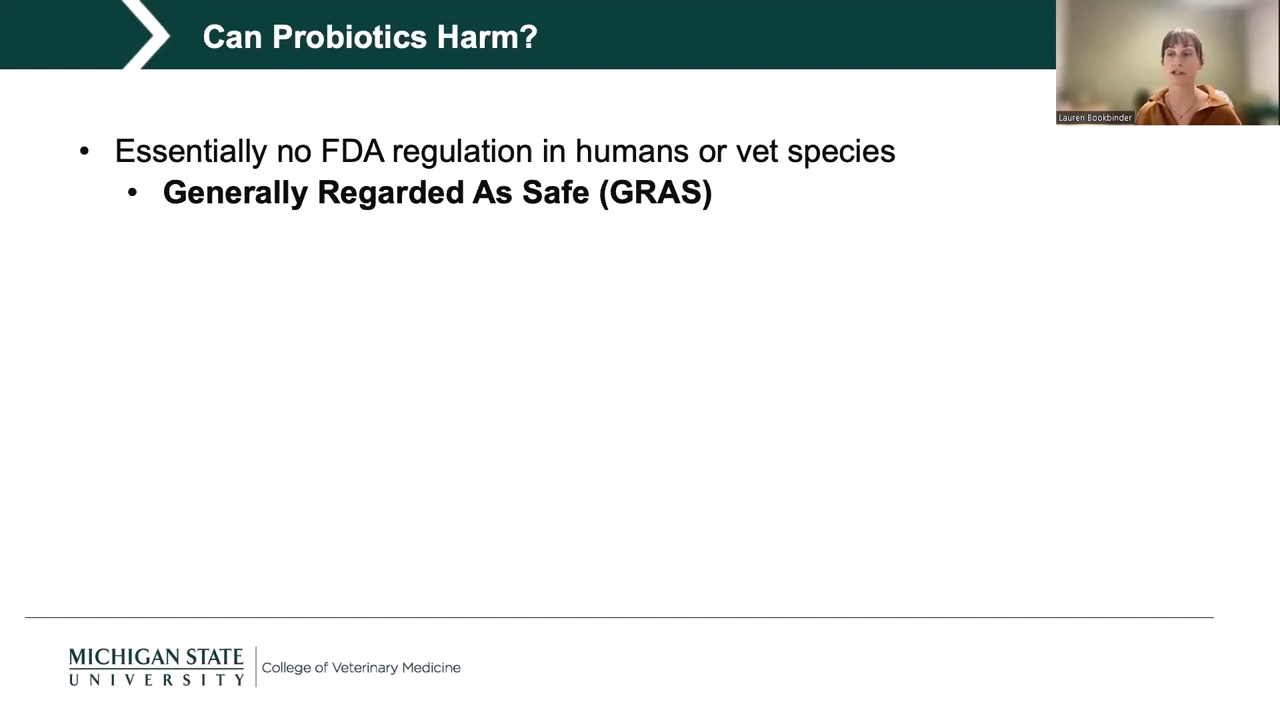 Can Probiotics Harm?
Lauren Bookbinder
• Essentially no FDA regulation in humans or vet species
• Generally Regarded As Safe (GRAS)
MICHIGAN STATE
UNIVERSITY
College of Veterinary Medicine